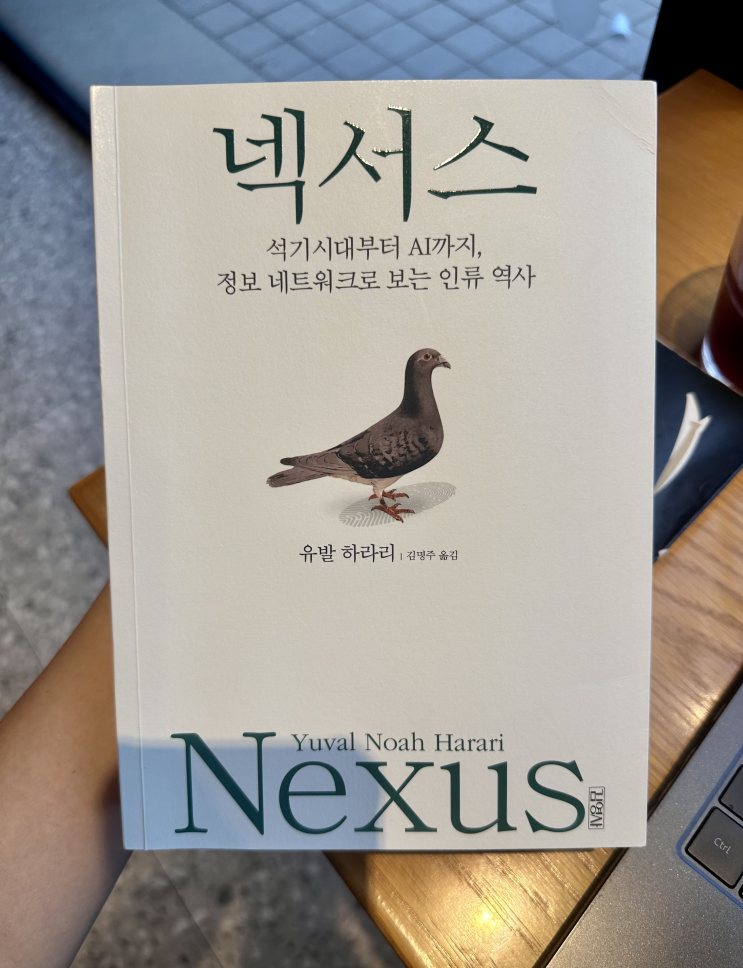 넥서스
석기시대부터 AI까지,
정보 네트워크로 보는 인류 역사
유발 하라리 | 김명주 옮김
Yuval Noah Harari
Nexus
김영사
Ctrl